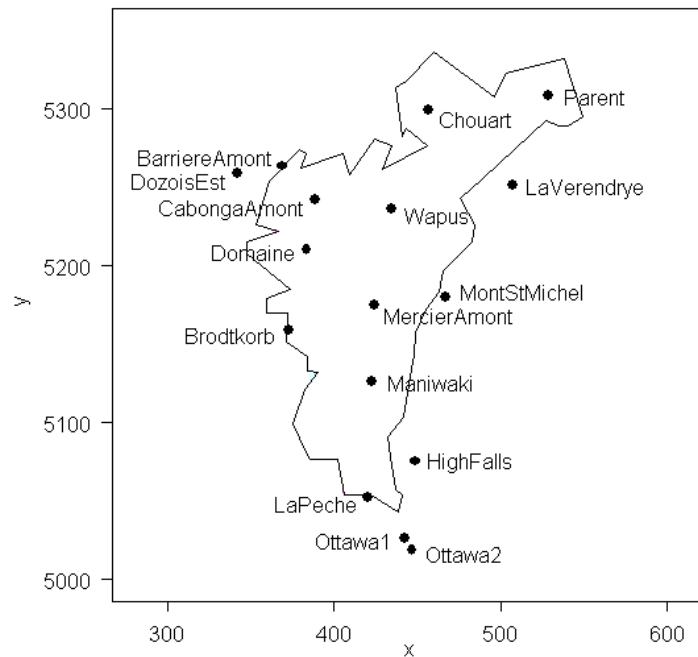 5300
5200
5100
5000
y
Parent
Chouart
BarriereAmont
DozoisEst
LaVerendrye
CabongaAmont
Wapus
Domaine
MontStMichel
MercierAmont
Brodtkorb
Maniwaki
HighFalls
LaPeche
Ottawa1
Ottawa2
300
400
500
600
x